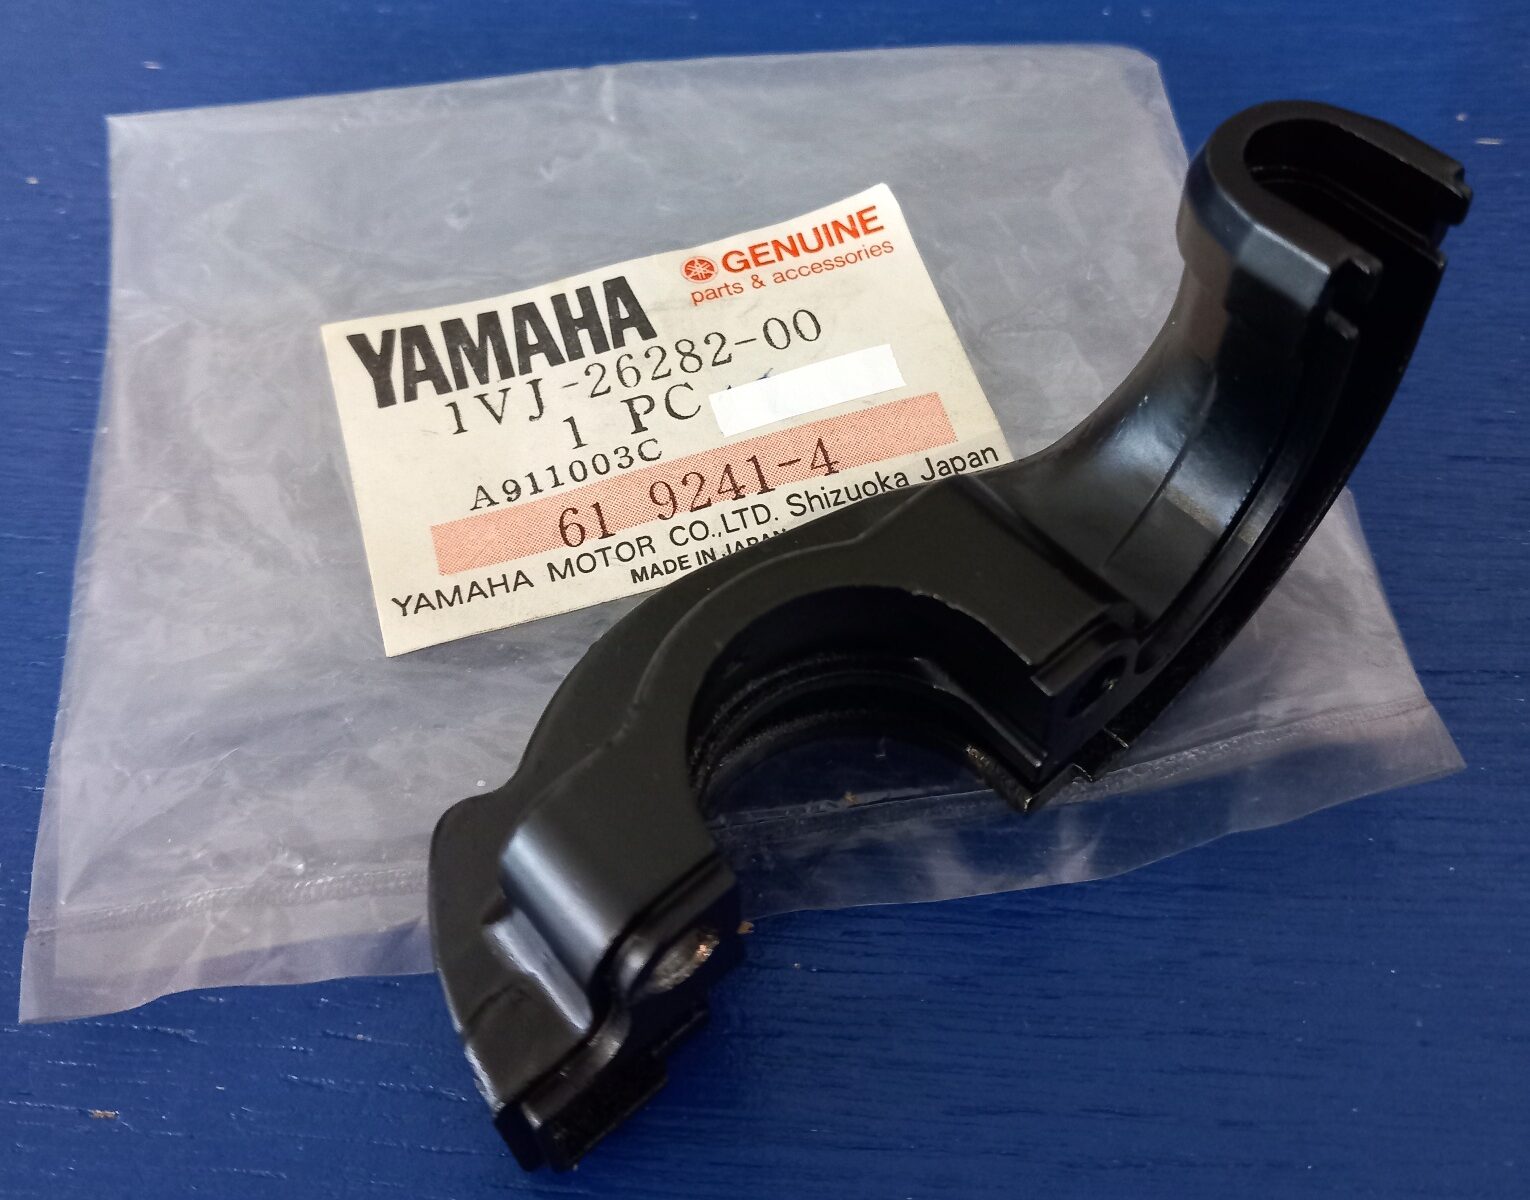 YAMAHA
GENUINE
parts & accessories
1VJ-26282-00
1 PC
A911003C
61 9241-4
YAMAHA MOTOR CO.,LTD. Shizuoka Japan
MADE IN JAPAN